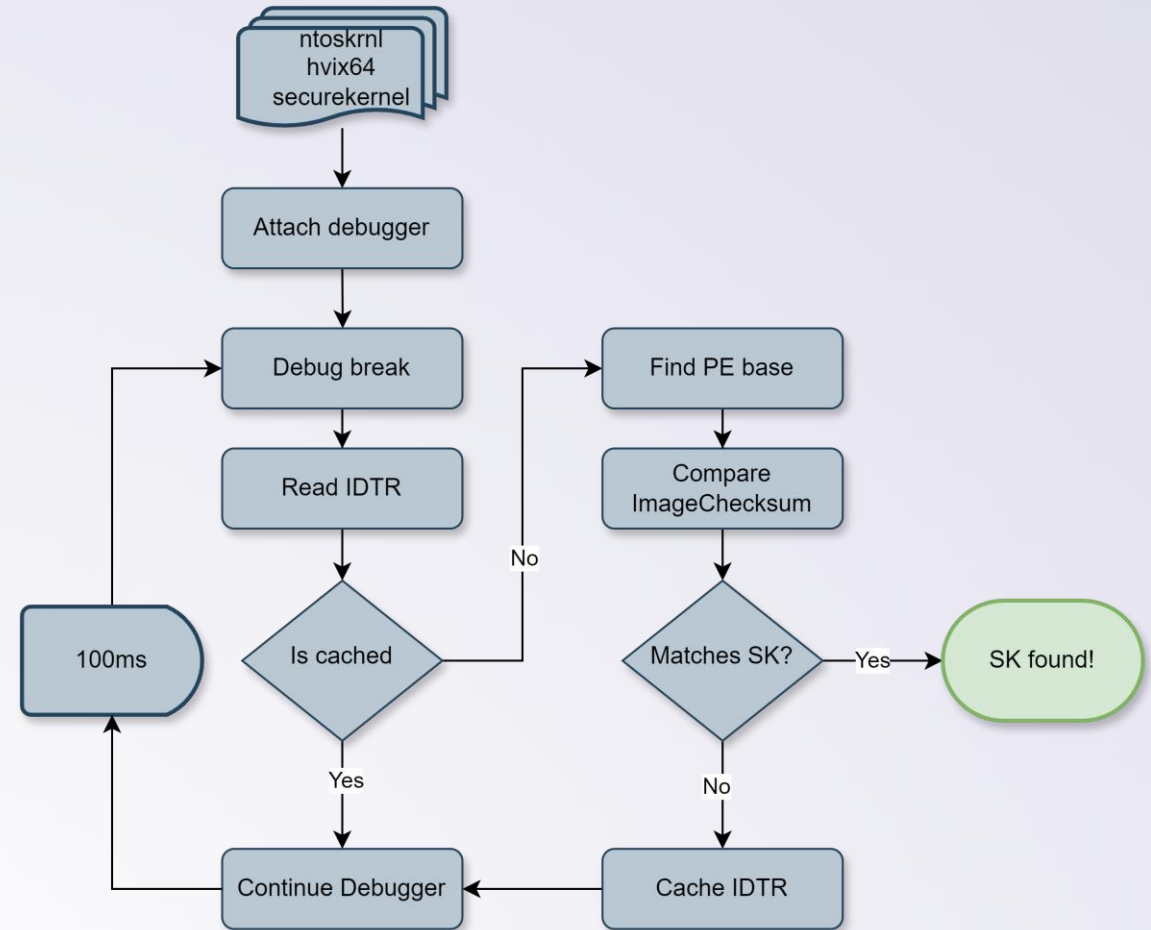 ntoskrnl
hvix64
securekernel
Attach debugger
Debug break
Find PE base
Read IDTR
Compare
ImageChecksum
No
100ms
Is cached
Matches SK?
Yes
SK found!
Yes
No
Continue Debugger
Cache IDTR